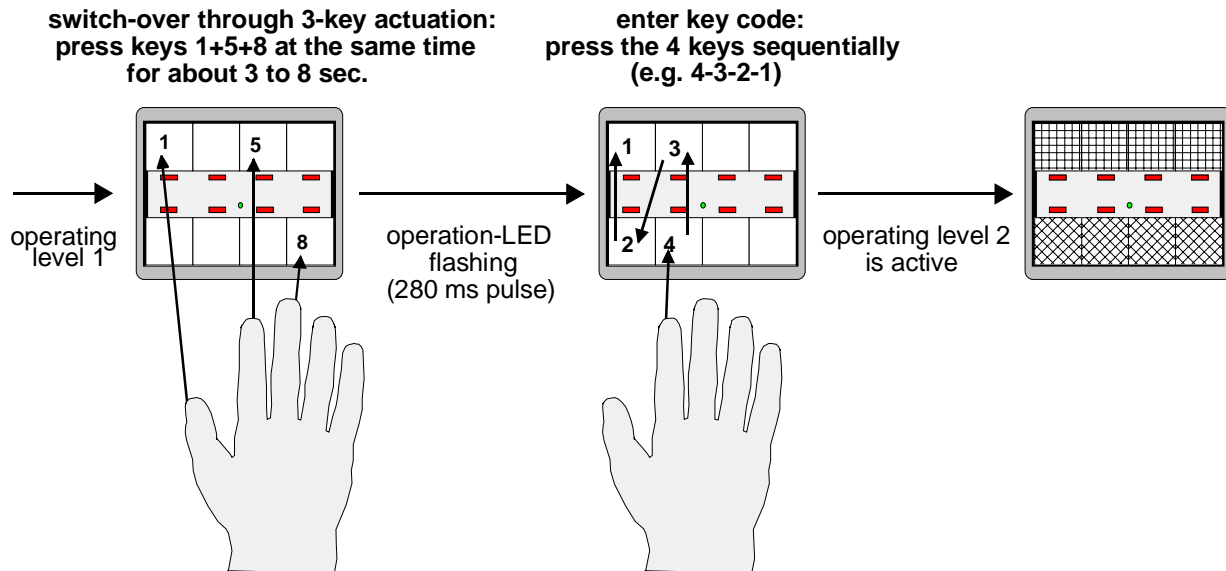 switch-over through 3-key actuation:
press keys 1+5+8 at the same time
for about 3 to 8 sec.
enter key code:
press the 4 keys sequentially
(e.g. 4-3-2-1)
1
5
8
operating
level 1
operation-LED
flashing
(280 ms pulse)
1
3
2
4
operating level 2
is active